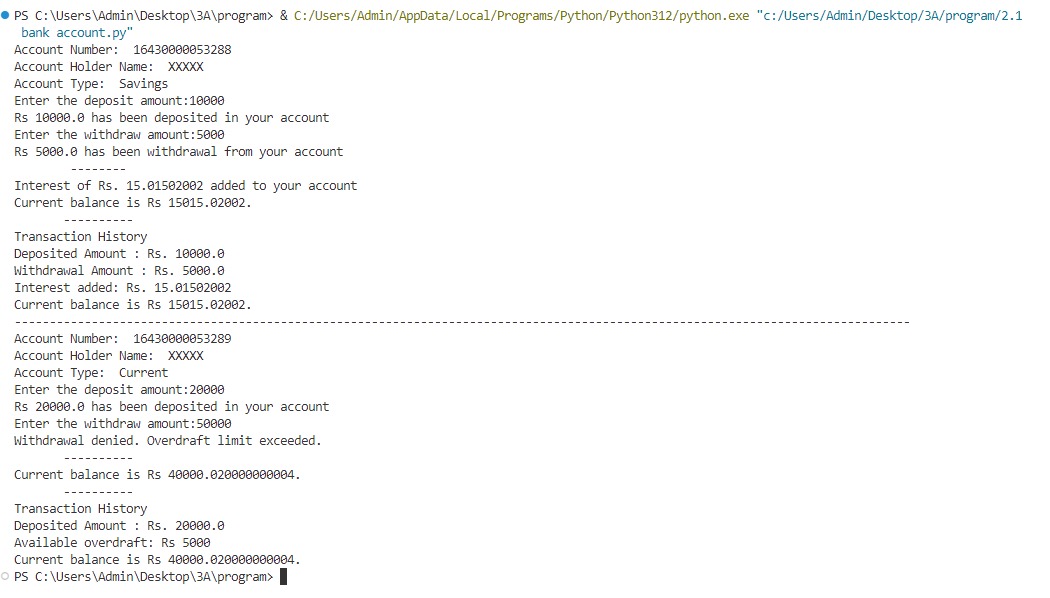 PS C:\Users\Admin\Desktop\3A\program> & C:/Users/Admin/AppData/Local/Programs/Python/Python312/python.exe "c:/Users/Admin/Desktop/3A/program/2.1
bank account.py"
Account Number:  16430000053288
Account Holder Name:  XXXXX
Account Type:  Savings
Enter the deposit amount:10000
Rs 10000.0 has been deposited in your account
Enter the withdraw amount:5000
Rs 5000.0 has been withdrawal from your account
--------
Interest of Rs. 15.01502002 added to your account
Current balance is Rs 15015.02002.
----------
Transaction History
Deposited Amount : Rs. 10000.0
Withdrawal Amount : Rs. 5000.0
Interest added: Rs. 15.01502002
Current balance is Rs 15015.02002.
--------------------------------------------------------------------------------------------------------------------------------
Account Number:  16430000053289
Account Holder Name:  XXXXX
Account Type:  Current
Enter the deposit amount:20000
Rs 20000.0 has been deposited in your account
Enter the withdraw amount:50000
Withdrawal denied. Overdraft limit exceeded.
----------
Current balance is Rs 40000.020000000004.
----------
Transaction History
Deposited Amount : Rs. 20000.0
Available overdraft: Rs 5000
Current balance is Rs 40000.020000000004.
PS C:\Users\Admin\Desktop\3A\program>